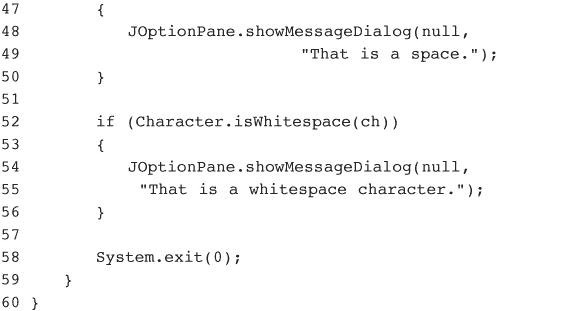 47         {
48            JOptionPane.showMessageDialog(null,
49                              "That is a space.");
50         }
51
52         if (Character.isWhitespace(ch))
53         {
54            JOptionPane.showMessageDialog(null,
55             "That is a whitespace character.");
56         }
57
58         System.exit(0);
59      }
60 }